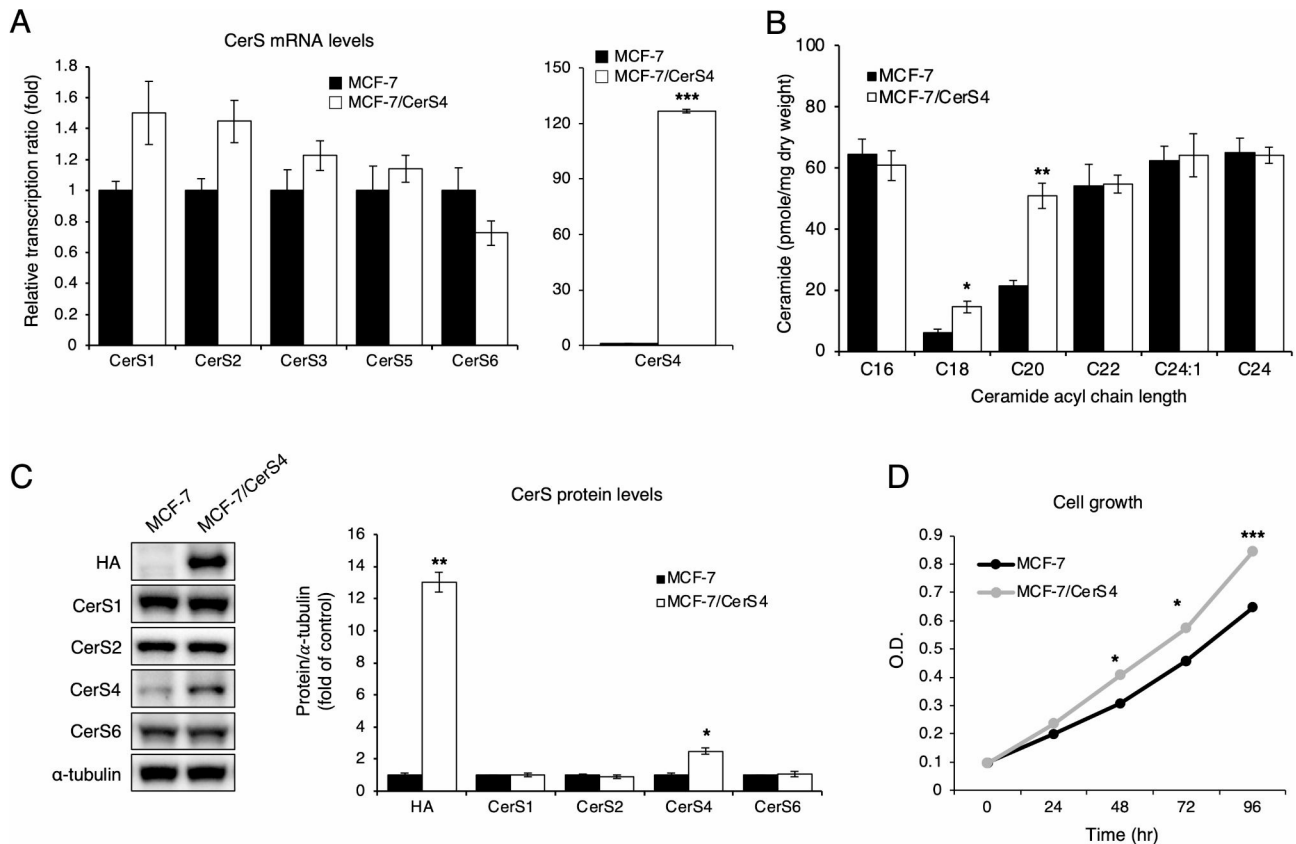 A
CerS mRNA levels
Relative transcription ratio (fold)
1.8
1.6
1.4
1.2
1
0.8
0.6
0.4
0.2
0
MCF-7
MCF-7/CerS4
CerS1 CerS2 CerS3 CerS5 CerS6
MCF-7
MCF-7/CerS4
***
150
120
90
60
30
0
CerS4
B
Ceramide (pmole/mg dry weight)
100
80
60
40
20
0
MCF-7
MCF-7/CerS4
*
**
C16 C18 C20 C22 C24:1 C24
Ceramide acyl chain length
C
MCF-7
MCF-7/CerS4
HA
CerS1
CerS2
CerS4
CerS6
α-tubulin
CerS protein levels
Protein/α-tubulin
(fold of control)
16
14
12
10
8
6
4
2
0
**
*
MCF-7
MCF-7/CerS4
HA CerS1 CerS2 CerS4 CerS6
D
Cell growth
O.D.
0.9
0.8
0.7
0.6
0.5
0.4
0.3
0.2
0.1
0
MCF-7
MCF-7/CerS4
*
*
***
0 24 48 72 96
Time (hr)